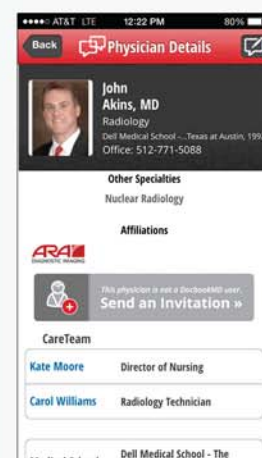 AT&T LTE 12:22 PM 80%
Back Physician Details
John
Akins, MD
Radiology
Dell Medical School -...Texas at Austin, 199
Office: 512-771-5088
Other Specialties
Nuclear Radiology
Affiliations
ARA
DIAGNOSTIC IMAGING
This physician is not a DocbookMD user.
Send an Invitation »
CareTeam
Kate Moore Director of Nursing
Carol Williams Radiology Technician
Dell Medical School - The